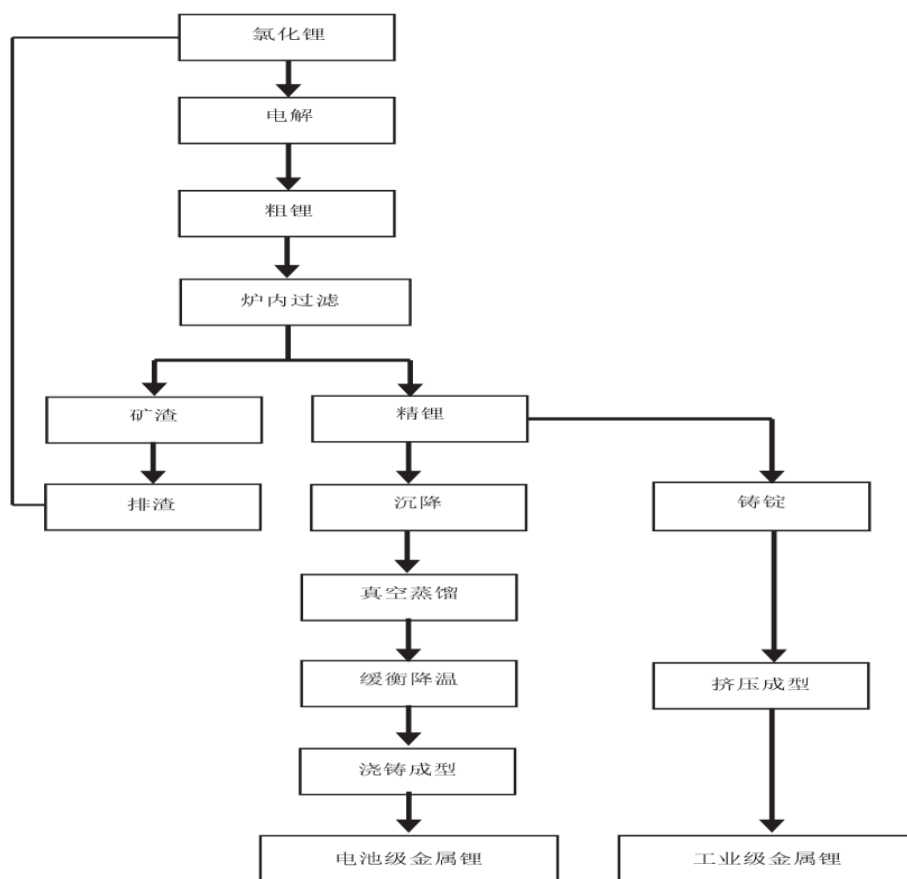 氯化锂
电解
粗锂
炉内过滤
矿渣
精锂
排渣
沉降
铸锭
真空蒸馏
缓衡降温
挤压成型
浇铸成型
电池级金属锂
工业级金属锂